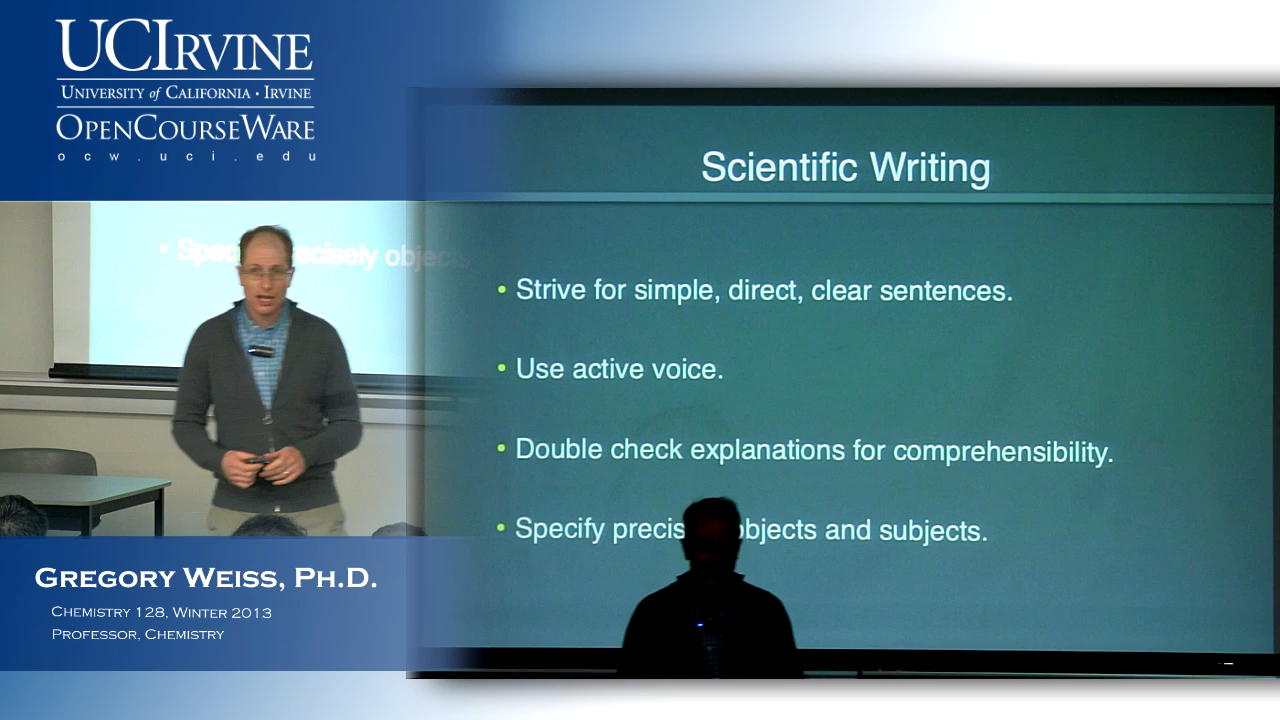 UCIRVINE
UNIVERSITY of CALIFORNIA • IRVINE
OPENCOURSEWARE
ocw.uci.edu
Scientific Writing
• Strive for simple, direct, clear sentences.
• Use active voice.
• Double check explanations for comprehensibility.
• Specify objects and subjects.
GREGORY WEISS, PH.D.
CHEMISTRY 128, WINTER 2013
PROFESSOR, CHEMISTRY